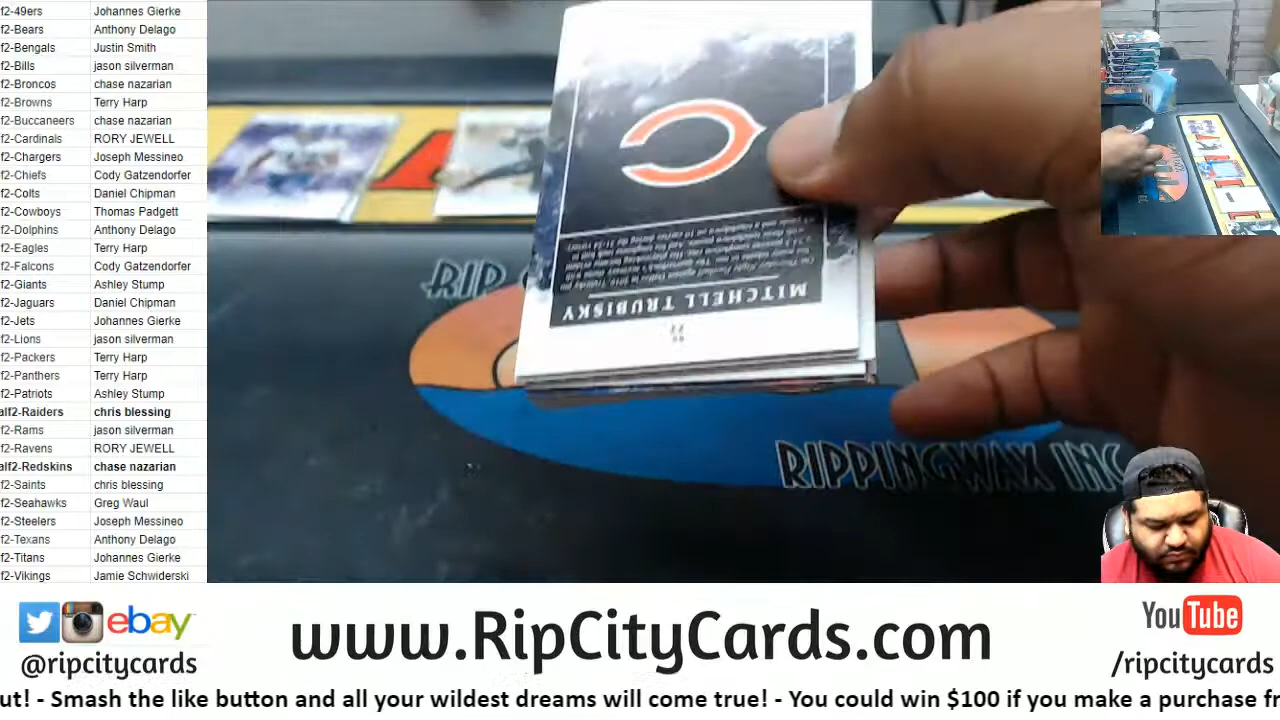 f2-49ers Johannes Gierke
f2-Bears Anthony Delago
f2-Bengals Justin Smith
f2-Bills jason silverman
f2-Broncos chase nazarian
f2-Browns Terry Harp
f2-Buccaneers chase nazarian
f2-Cardinals RORY JEWELL
f2-Chargers Joseph Messineo
f2-Chiefs Cody Gatzendorfer
f2-Colts Daniel Chipman
f2-Cowboys Thomas Padgett
f2-Dolphins Anthony Delago
f2-Eagles Terry Harp
f2-Falcons Cody Gatzendorfer
f2-Giants Ashley Stump
f2-Jaguars Daniel Chipman
f2-Jets Johannes Gierke
f2-Lions jason silverman
f2-Packers Terry Harp
f2-Panthers Terry Harp
f2-Patriots Ashley Stump
alf2-Raiders chris blessing
f2-Rams jason silverman
f2-Ravens RORY JEWELL
alf2-Redskins chase nazarian
f2-Saints chris blessing
f2-Seahawks Greg Waul
f2-Steelers Joseph Messineo
f2-Texans Anthony Delago
f2-Titans Johannes Gierke
f2-Vikings Jamie Schwiderski
MITCHELL TRUBISKY
RIP
RIPPINGWAX INC
ebay
@ripcitycards
www.RipCityCards.com
YouTube
/ripcitycards
ut! - Smash the like button and all your wildest dreams will come true! - You could win $100 if you make a purchase fr